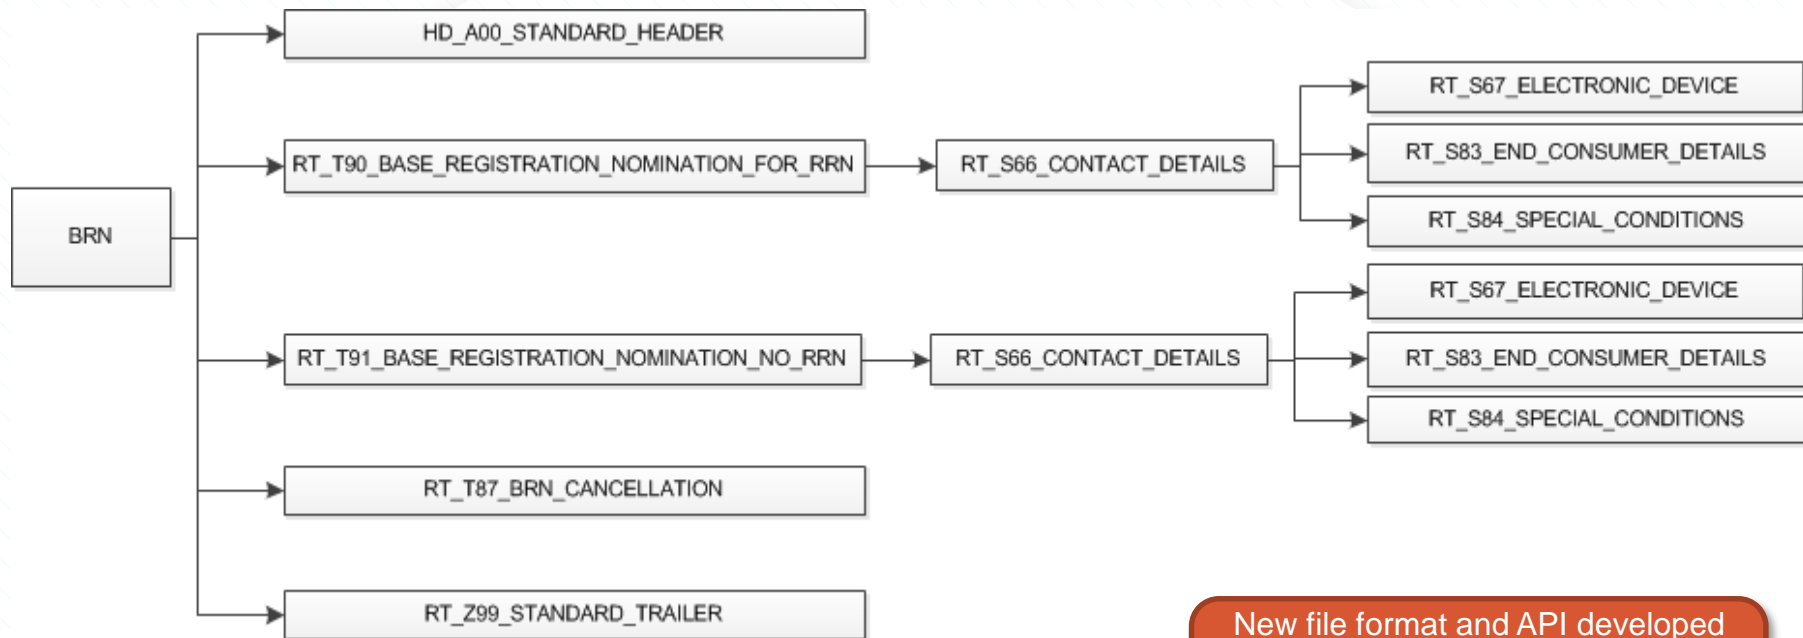 HD_A00_STANDARD_HEADER
RT_S67_ELECTRONIC_DEVICE
RT_T90_BASE_REGISTRATION_NOMINATION_FOR_RRN
RT_S66_CONTACT_DETAILS
RT_S83_END_CONSUMER_DETAILS
RT_S84_SPECIAL_CONDITIONS
BRN
RT_S67_ELECTRONIC_DEVICE
RT_T91_BASE_REGISTRATION_NOMINATION_NO_RRN
RT_S66_CONTACT_DETAILS
RT_S83_END_CONSUMER_DETAILS
RT_S84_SPECIAL_CONDITIONS
RT_T87_BRN_CANCELLATION
RT_Z99_STANDARD_TRAILER
New file format and API developed